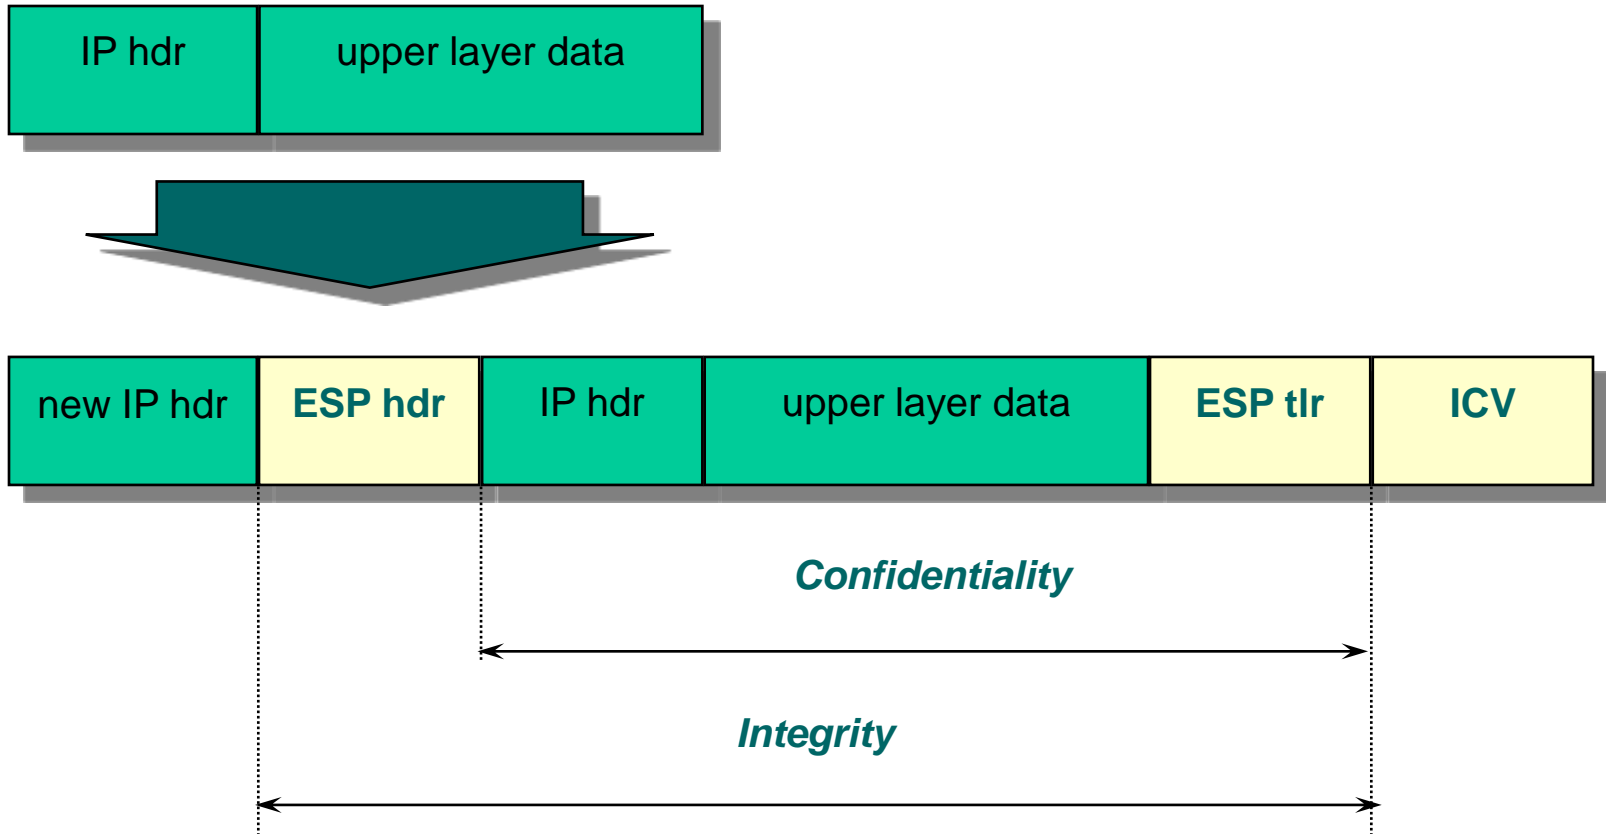 IP hdr
upper layer data
new IP hdr
ESP hdr
IP hdr
upper layer data
ESP tlr
ICV
Confidentiality
Integrity